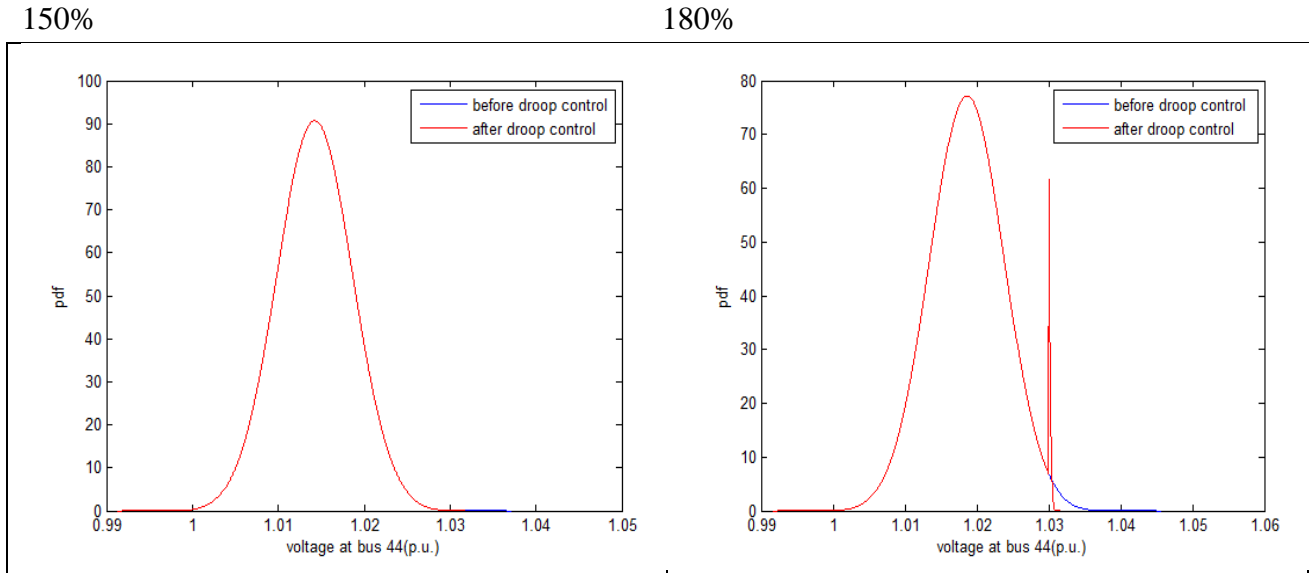 150%
180%
100
90
80
70
60
50
40
30
20
10
0
pdf
before droop control
after droop control
0.99 1 1.01 1.02 1.03 1.04 1.05
voltage at bus 44(p.u.)
80
70
60
50
40
30
20
10
0
pdf
before droop control
after droop control
0.99 1 1.01 1.02 1.03 1.04 1.05 1.06
voltage at bus 44(p.u.)